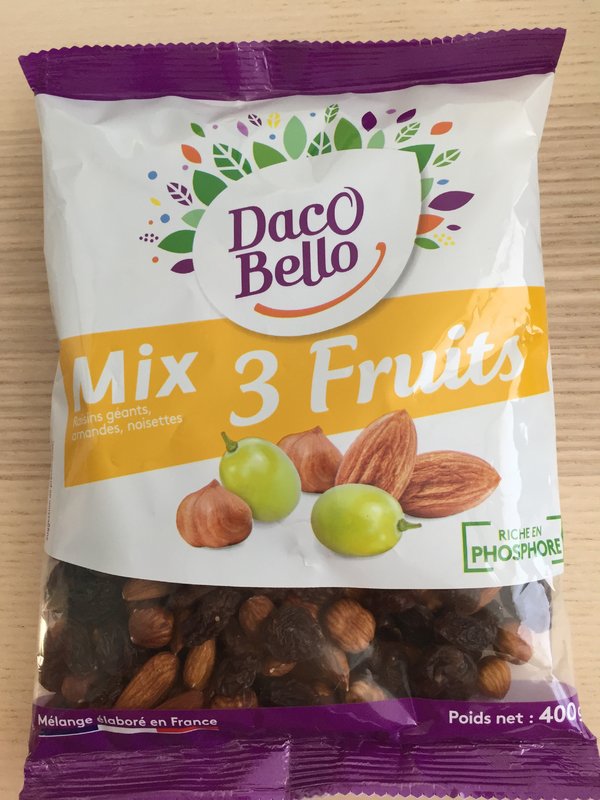 Daco
Bello
Mix 3 Fruits
Raisins géants,
amandes, noisettes
RICHE EN
PHOSPHORE
Mélange élaboré en France
Poids net : 400g